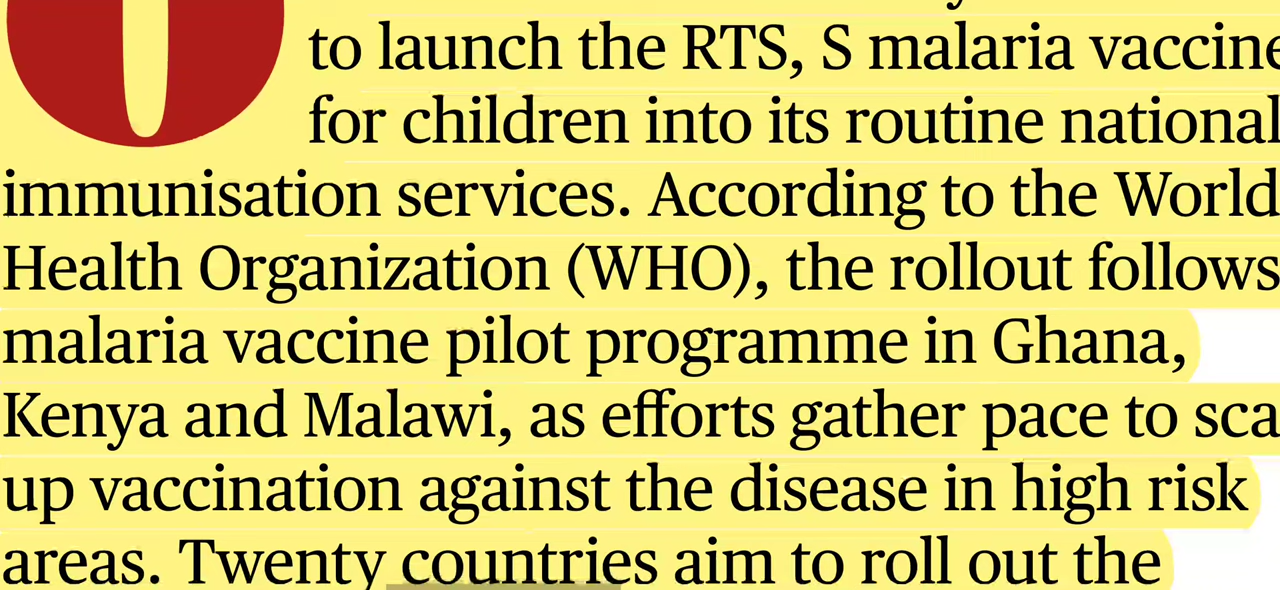 to launch the RTS, S malaria vaccine
for children into its routine national
immunisation services. According to the World
Health Organization (WHO), the rollout follows
malaria vaccine pilot programme in Ghana,
Kenya and Malawi, as efforts gather pace to
up vaccination against the disease in high risk
areas. Twenty countries aim to roll out the